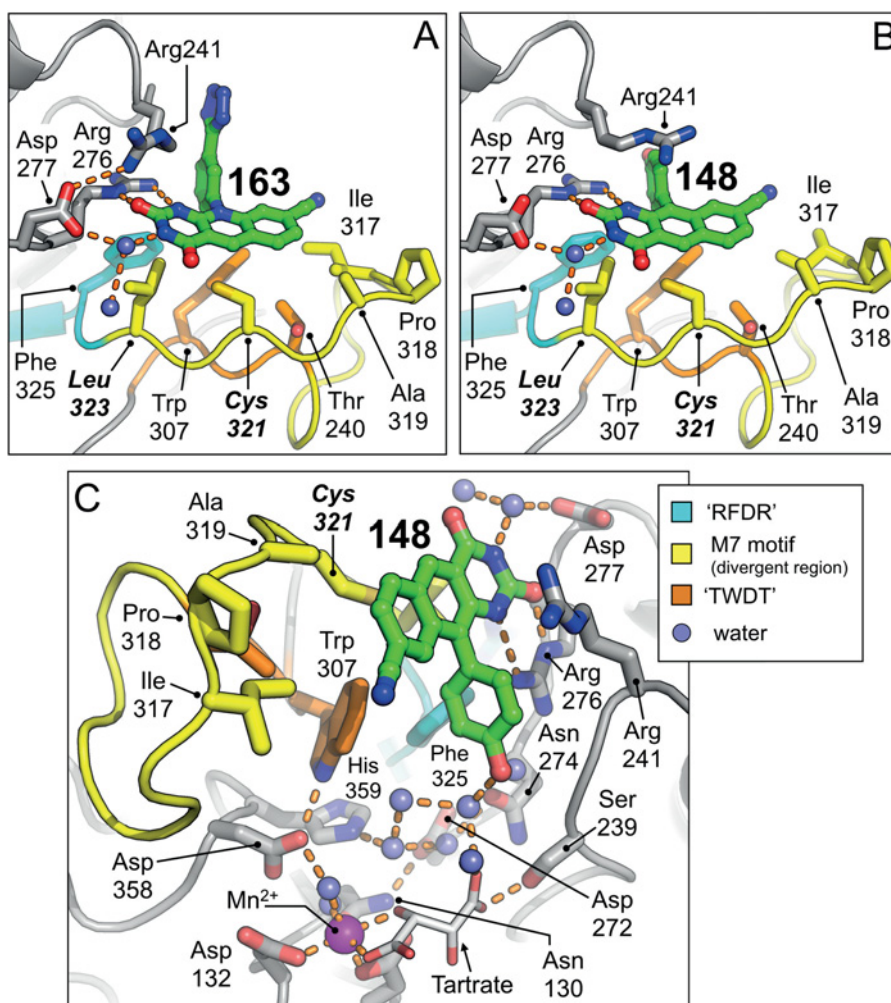 A
Arg241
Asp
277
Arg
276
163
Ile
317
Phe
325
Leu
323
Trp
307
Cys
321
Thr
240
Ala
319
Pro
318
B
Arg241
Asp
277
Arg
276
148
Ile
317
Phe
325
Leu
323
Trp
307
Cys
321
Thr
240
Ala
319
Pro
318
C
Ala
319
Cys
321
148
Asp
277
Pro
318
Trp
307
Ile
317
Arg
276
Arg
241
His
359
Phe
325
Asn
274
Ser
239
Asp
358
Mn2+
Asp
132
Tartrate
Asn
130
Asp
272
'RFDR'
M7 motif
(divergent region)
'TWDT'
water